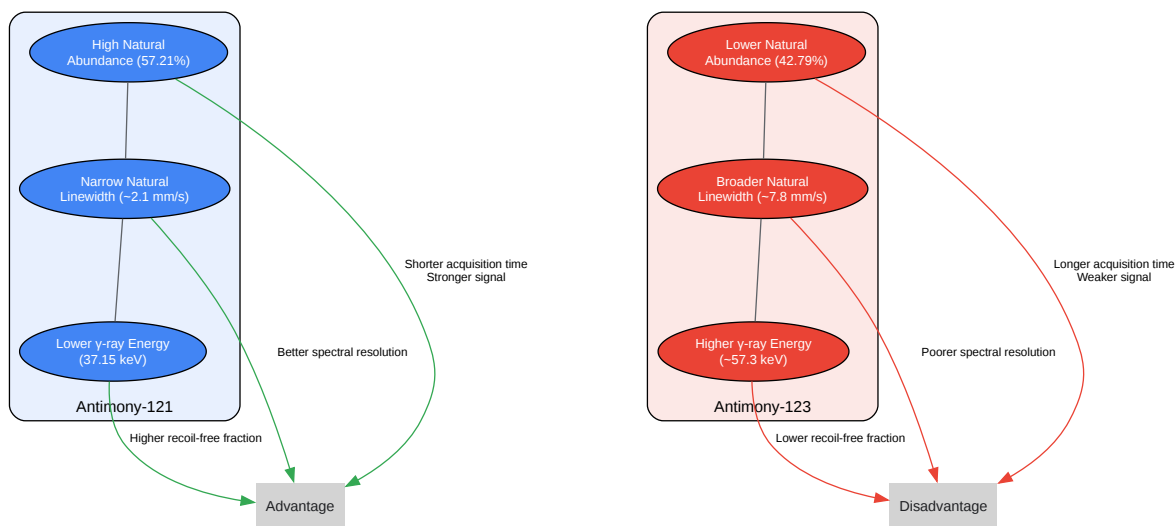 High Natural
Abundance (57.21%)
Narrow Natural
Linewidth (~2.1 mm/s)
Lower γ-ray Energy
(37.15 keV)
Antimony-121
Shorter acquisition time
Stronger signal
Better spectral resolution
Higher recoil-free fraction
Advantage
Lower Natural
Abundance (42.79%)
Broader Natural
Linewidth (~7.8 mm/s)
Higher γ-ray Energy
(~57.3 keV)
Antimony-123
Longer acquisition time
Weaker signal
Poorer spectral resolution
Lower recoil-free fraction
Disadvantage